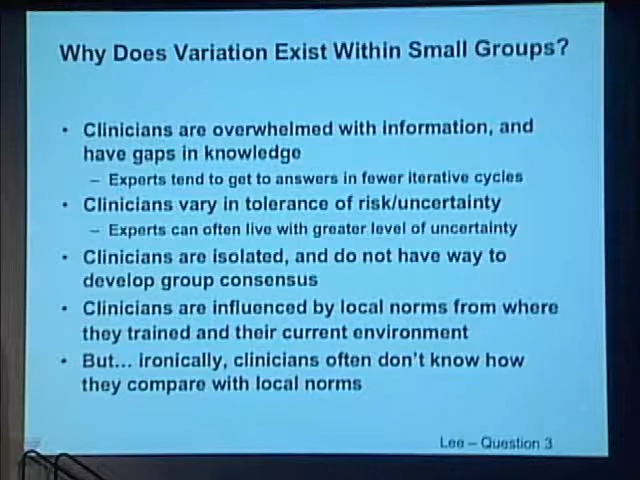 Why Does Variation Exist Within Small Groups?
• Clinicians are overwhelmed with information, and
have gaps in knowledge
– Experts tend to get to answers in fewer iterative cycles
• Clinicians vary in tolerance of risk/uncertainty
– Experts can often live with greater level of uncertainty
• Clinicians are isolated, and do not have way to
develop group consensus
• Clinicians are influenced by local norms from where
they trained and their current environment
• But... ironically, clinicians often don't know how
they compare with local norms
Lee – Question 3